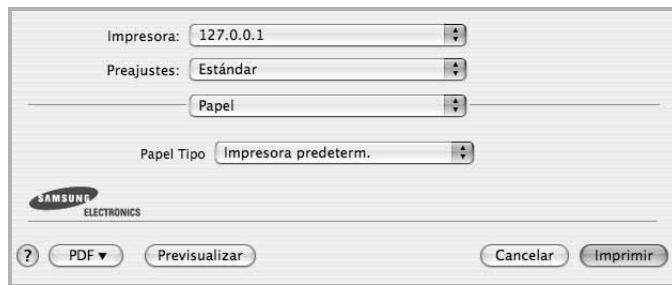 Impresora: 127.0.0.1
Preajustes: Estándar
Papel
Papel Tipo Impresora predeterm.
SAMSUNG
ELECTRONICS
? PDF▼ Previsualizar Cancelar Imprimir